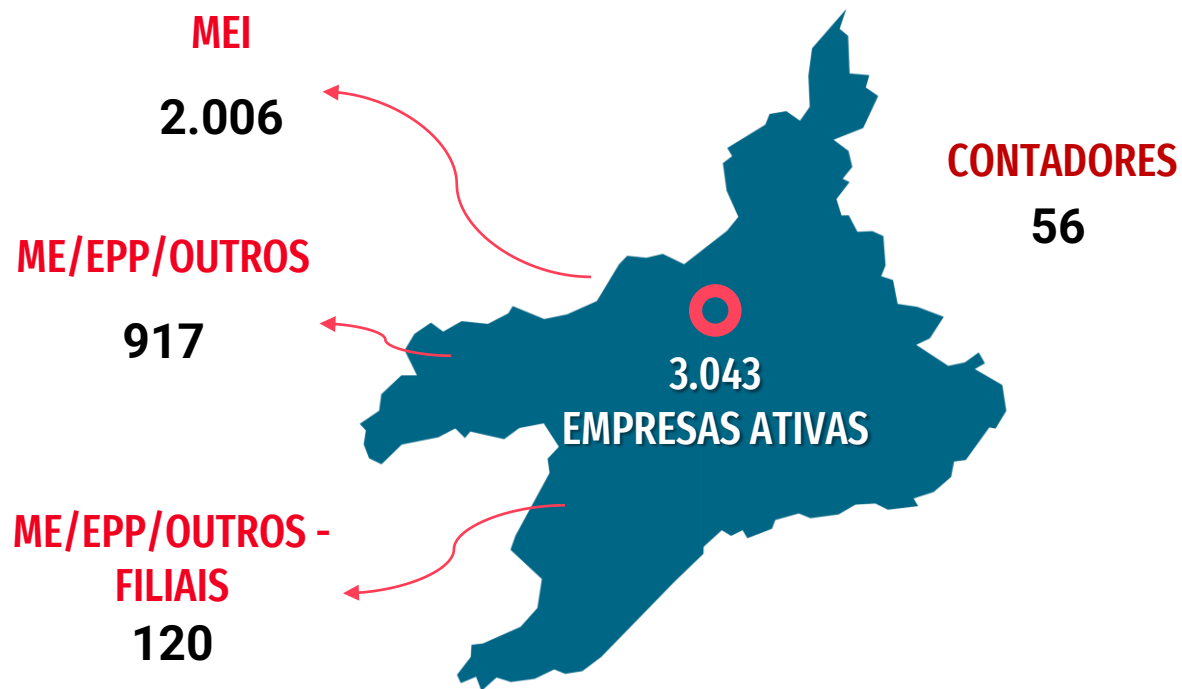 MEI
2.006
ME/EPP/OUTROS
917
ME/EPP/OUTROS -
FILIAIS
120
3.043
EMPRESAS ATIVAS
CONTADORES
56